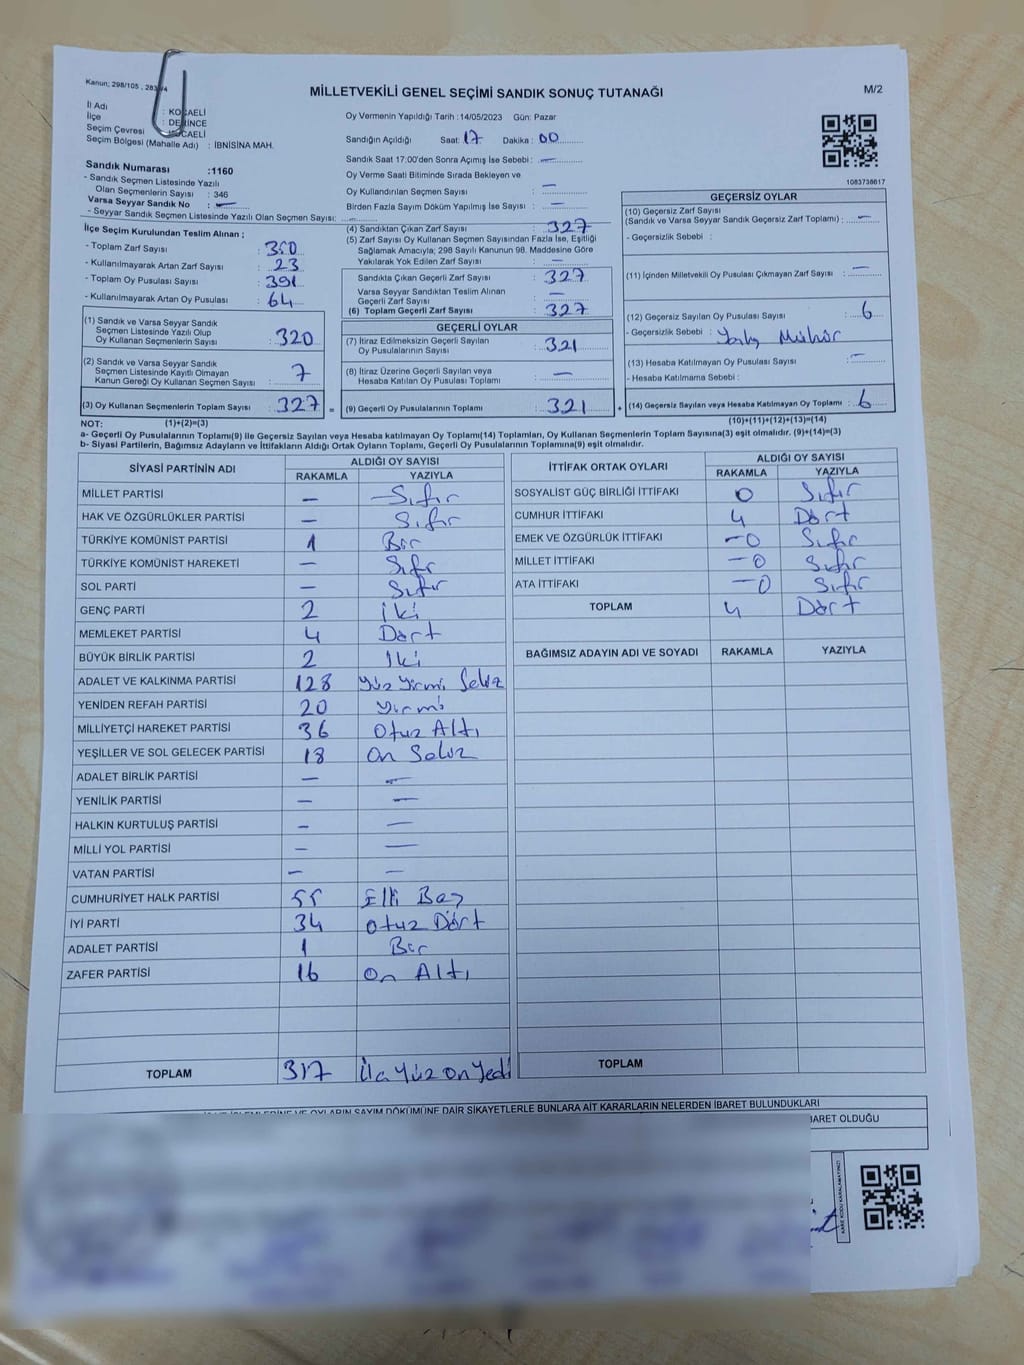 Kanun: 298/105 , 283
MİLLETVEKİLİ GENEL SEÇİMİ SANDIK SONUÇ TUTANAĞI
M/2
İl Adı : KOCAELİ
İlçe : DERİNCE
Seçim Çevresi : KOCAELİ
Seçim Bölgesi (Mahalle Adı) : İBNİSİNA MAH.
Sandık Numarası :1160
- Sandık Seçmen Listesinde Yazılı
Olan Seçmenlerin Sayısı : 346
Varsa Seyyar Sandık No : —
- Seyyar Sandık Seçmen Listesinde Yazılı Olan Seçmen Sayısı:
Oy Vermenin Yapıldığı Tarih :14/05/2023 Gün: Pazar
Sandığın Açıldığı Saat: 17 Dakika : 00
Sandık Saat 17:00'den Sonra Açımış İse Sebebi : —
Oy Verme Saati Bitiminde Sırada Bekleyen ve
Oy Kullandırılan Seçmen Sayısı —
Birden Fazla Sayım Döküm Yapılmış İse Sayısı : —
1083738617
İlçe Seçim Kurulundan Teslim Alınan ;
- Toplam Zarf Sayısı : 350
- Kullanılmayarak Artan Zarf Sayısı : 23
- Toplam Oy Pusulası Sayısı : 391
- Kullanılmayarak Artan Oy Pusulası : 64
(1) Sandık ve Varsa Seyyar Sandık
Seçmen Listesinde Yazılı Olup
Oy Kullanan Seçmenlerin Sayısı : 320
(2) Sandık ve Varsa Seyyar Sandık
Seçmen Listesinde Kayıtlı Olmayan
Kanun Gereği Oy Kullanan Seçmen Sayısı : 7
(3) Oy Kullanan Seçmenlerin Toplam Sayısı : 327 =
(4) Sandıktan Çıkan Zarf Sayısı : 327
(5) Zarf Sayısı Oy Kullanan Seçmen Sayısından Fazla İse, Eşitliği
Sağlamak Amacıyla; 298 Sayılı Kanunun 98. Maddesine Göre
Yakılarak Yok Edilen Zarf Sayısı : —
Sandıkta Çıkan Geçerli Zarf Sayısı : 327
Varsa Seyyar Sandıktan Teslim Alınan
Geçerli Zarf Sayısı : —
(6) Toplam Geçerli Zarf Sayısı : 327
GEÇERLİ OYLAR
(7) İtiraz Edilmeksizin Geçerli Sayılan
Oy Pusulalarının Sayısı : 321
(8) İtiraz Üzerine Geçerli Sayılan veya
Hesaba Katılan Oy Pusulaları Toplamı : —
(9) Geçerli Oy Pusulalarının Toplamı : 321 +
GEÇERSİZ OYLAR
(10) Geçersiz Zarf Sayısı
(Sandık ve Varsa Seyyar Sandık Geçersiz Zarf Toplamı) : —
- Geçersizlik Sebebi :
(11) İçinden Milletvekili Oy Pusulası Çıkmayan Zarf Sayısı : —
(12) Geçersiz Sayılan Oy Pusulası Sayısı : 6
- Geçersizlik Sebebi : Mühür
(13) Hesaba Katılmayan Oy Pusulası Sayısı : —
- Hesaba Katılmama Sebebi :
(14) Geçersiz Sayılan veya Hesaba Katılmayan Oy Toplamı : 6
NOT: (1)+(2)=(3) (10)+(11)+(12)+(13)=(14)
a- Geçerli Oy Pusulalarının Toplam(9) ile Geçersiz Sayılan veya Hesaba katılmayan Oy Toplamı(14) Toplamları, Oy Kullanan Seçmenlerin Toplam Sayısına(3) eşit olmalıdır. (9)+(14)=(3)
b- Siyasi Partilerin, Bağımsız Adayların ve İttifakların Aldığı Ortak Oyların Toplamı, Geçerli Oy Pusulalarının Toplamına(9) eşit olmalıdır.
SİYASİ PARTİNİN ADI ALDIĞI OY SAYISI
RAKAMLA YAZIYLA
MİLLET PARTİSİ — Sıfır
HAK VE ÖZGÜRLÜKLER PARTİSİ — Sıfır
TÜRKİYE KOMÜNİST PARTİSİ 1 Bir
TÜRKİYE KOMÜNİST HAREKETİ — Sıfır
SOL PARTİ — Sıfır
GENÇ PARTİ 2 İki
MEMLEKET PARTİSİ 4 Dört
BÜYÜK BİRLİK PARTİSİ 2 İki
ADALET VE KALKINMA PARTİSİ 128 Yüz Yirmi Sekiz
YENİDEN REFAH PARTİSİ 20 Yirmi
MİLLİYETÇİ HAREKET PARTİSİ 36 Otuz Altı
YEŞİLLER VE SOL GELECEK PARTİSİ 18 On Sekiz
ADALET BİRLİK PARTİSİ — —
YENİLİK PARTİSİ — —
HALKIN KURTULUŞ PARTİSİ — —
MİLLİ YOL PARTİSİ — —
VATAN PARTİSİ — —
CUMHURİYET HALK PARTİSİ 55 Elli Beş
İYİ PARTİ 34 Otuz Dört
ADALET PARTİSİ 1 Bir
ZAFER PARTİSİ 16 On Altı
TOPLAM 317 Üç Yüz On Yedi
İTTİFAK ORTAK OYLARI ALDIĞI OY SAYISI
RAKAMLA YAZIYLA
SOSYALİST GÜÇ BİRLİĞİ İTTİFAKI 0 Sıfır
CUMHUR İTTİFAKI 4 Dört
EMEK VE ÖZGÜRLÜK İTTİFAKI —0 Sıfır
MİLLET İTTİFAKI —0 Sıfır
ATA İTTİFAKI —0 Sıfır
TOPLAM 4 Dört
BAĞIMSIZ ADAYIN ADI VE SOYADI RAKAMLA YAZIYLA
TOPLAM
OYLARIN SAYIM DÖKÜMÜNE DAİR ŞİKAYETLERLE BUNLARA AİT KARARLARIN NELERDEN İBARET BULUNDUKLARI
İBARET OLDUĞU
KARE KODU KARALAMAYINIZ!